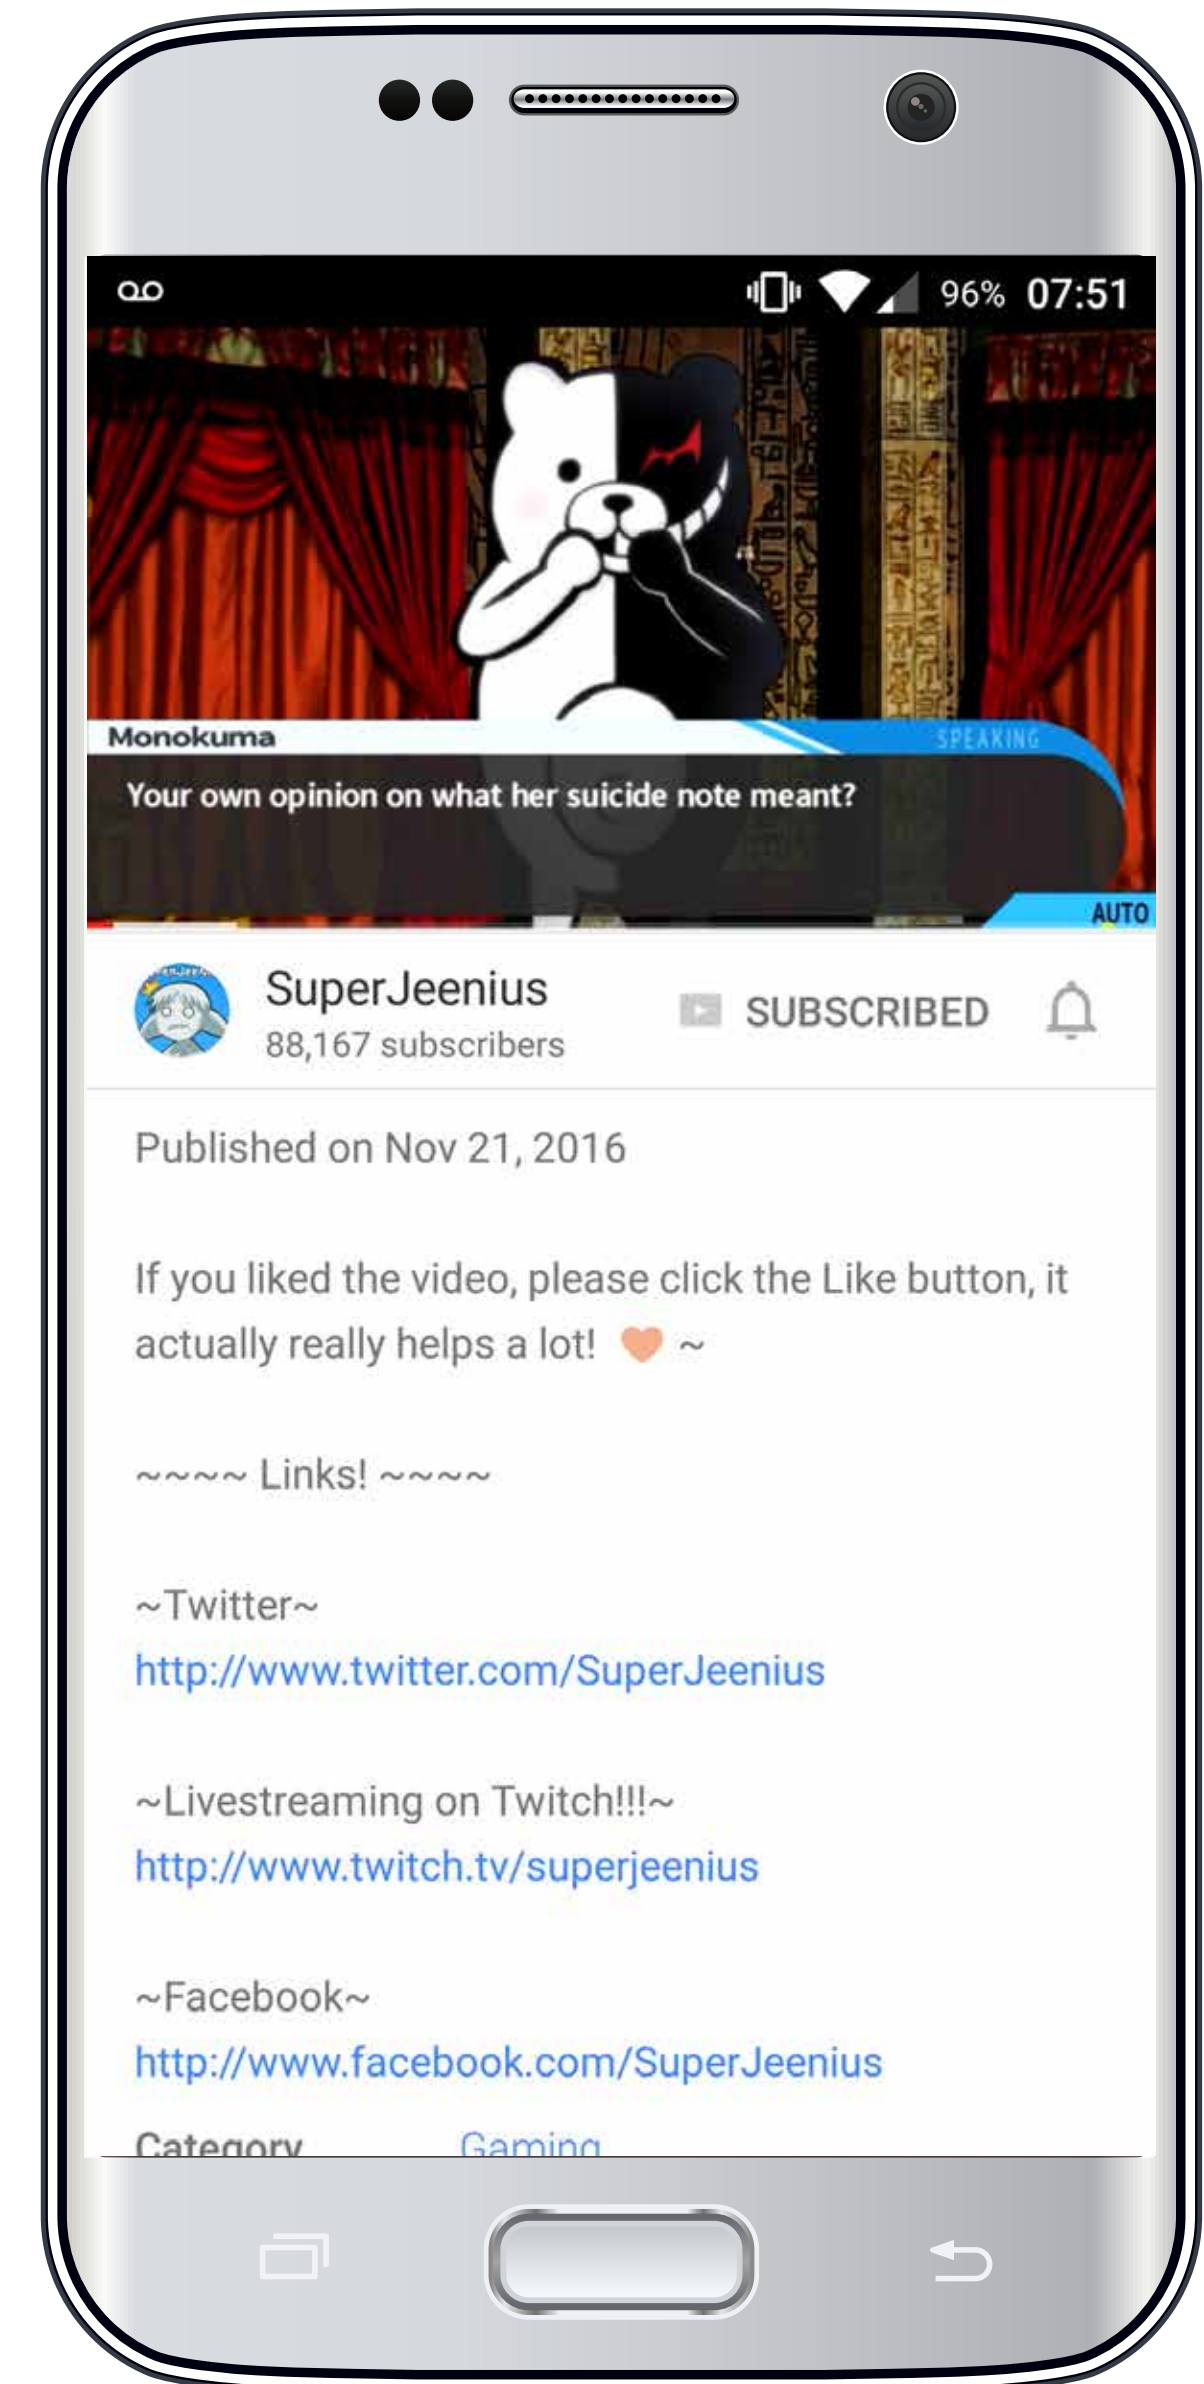 96% 07:51
Monokuma
SPEAKING
Your own opinion on what her suicide note meant?
AUTO
SuperJeenius
SUBSCRIBED
88,167 subscribers
Published on Nov 21, 2016
If you liked the video, please click the Like button, it
actually really helps a lot! 🧡 ~
~~~~ Links! ~~~~
~Twitter~
http://www.twitter.com/SuperJeenius
~Livestreaming on Twitch!!!~
http://www.twitch.tv/superjeenius
~Facebook~
http://www.facebook.com/SuperJeenius
Category Gaming